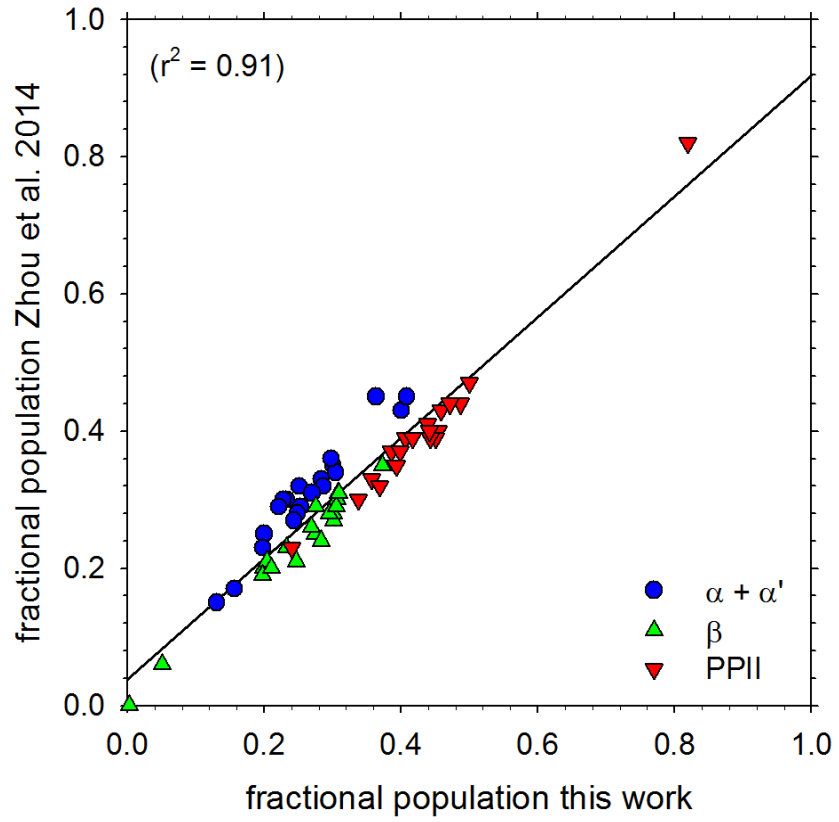 (r² = 0.91)
fractional population Zhou et al. 2014
1.0
0.8
0.6
0.4
0.2
0.0
α + α'
β
PPII
0.0 0.2 0.4 0.6 0.8 1.0
fractional population this work